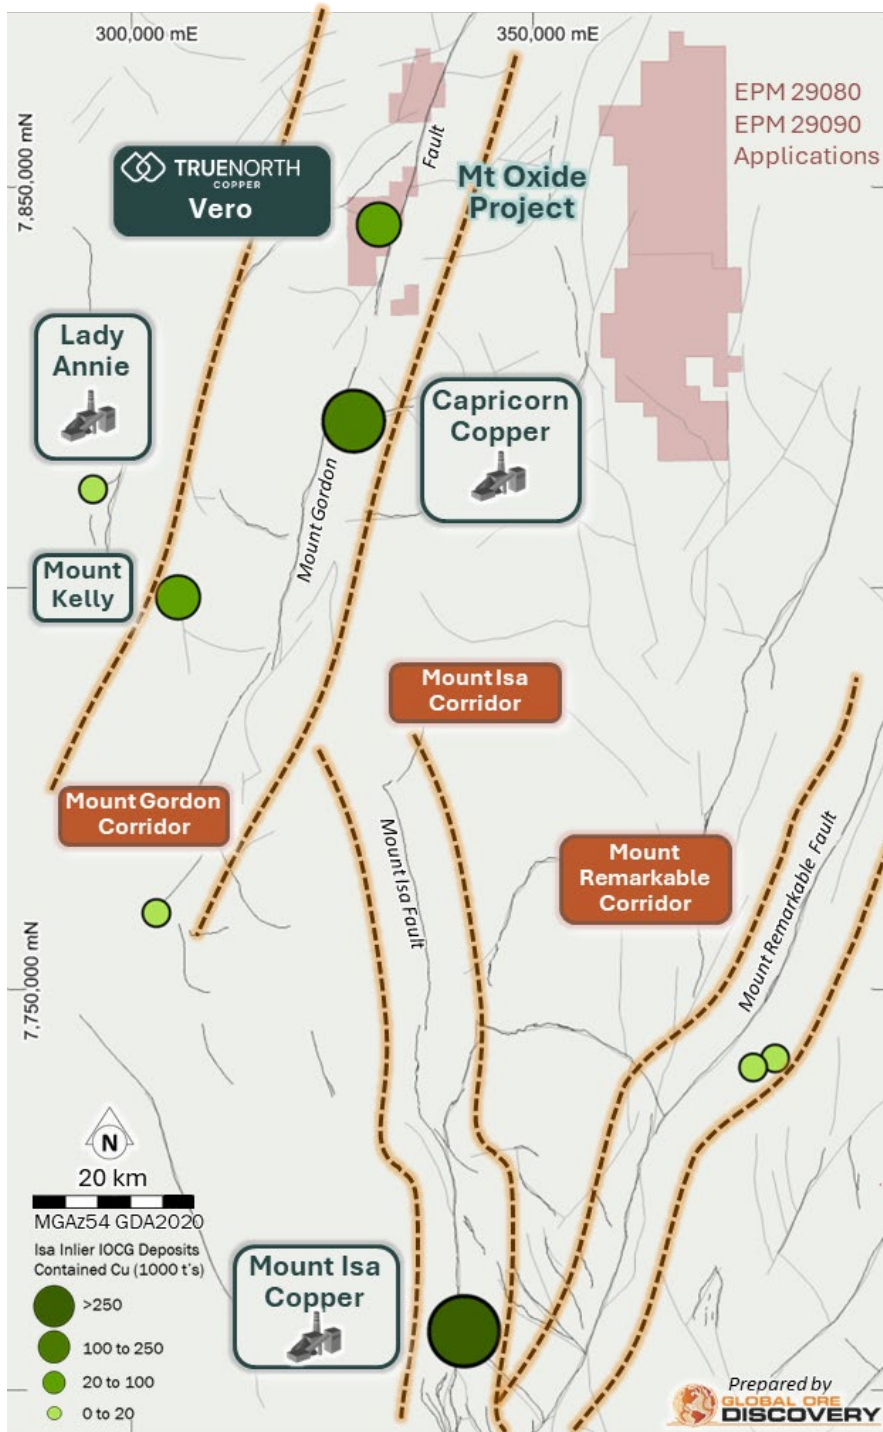 300,000 mE
350,000 mE
EPM 29080
EPM 29090
Applications
7,850,000 mN
TRUENORTH
COPPER
Vero
Fault
Mt Oxide
Project
Lady
Annie
Capricorn
Copper
Mount Gordon
Mount
Kelly
Mount Isa
Corridor
Mount Gordon
Corridor
Mount Isa Fault
Mount
Remarkable
Corridor
Mount Remarkable Fault
7,750,000 mN
N
20 km
MGAz54 GDA2020
Isa Inlier IOCG Deposits
Contained Cu (1000 t's)
>250
100 to 250
20 to 100
0 to 20
Mount Isa
Copper
Prepared by
GLOBAL ORE
DISCOVERY